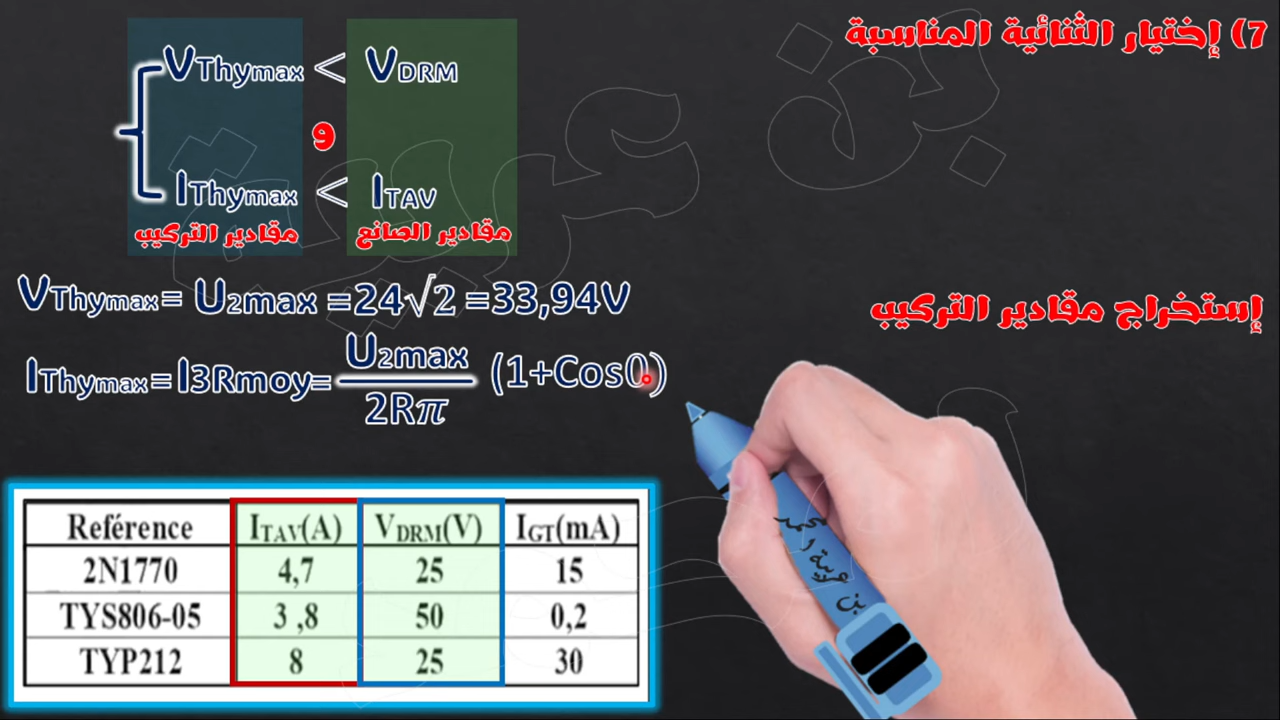 7) إختيار الثنائية المناسبة
VThymax < VDRM
و
IThymax < ITAV
مقادير التركيب مقادير الصانع
إستخراج مقادير التركيب
VThymax= U2max =24√2 =33,94V
IThymax=I3Rmoy= U2max / 2Rπ (1+Cos0)
Reférence ITAV(A) VDRM(V) IGT(mA)
2N1770 4,7 25 15
TYS806-05 3 ,8 50 0,2
TYP212 8 25 30
بن عريبة